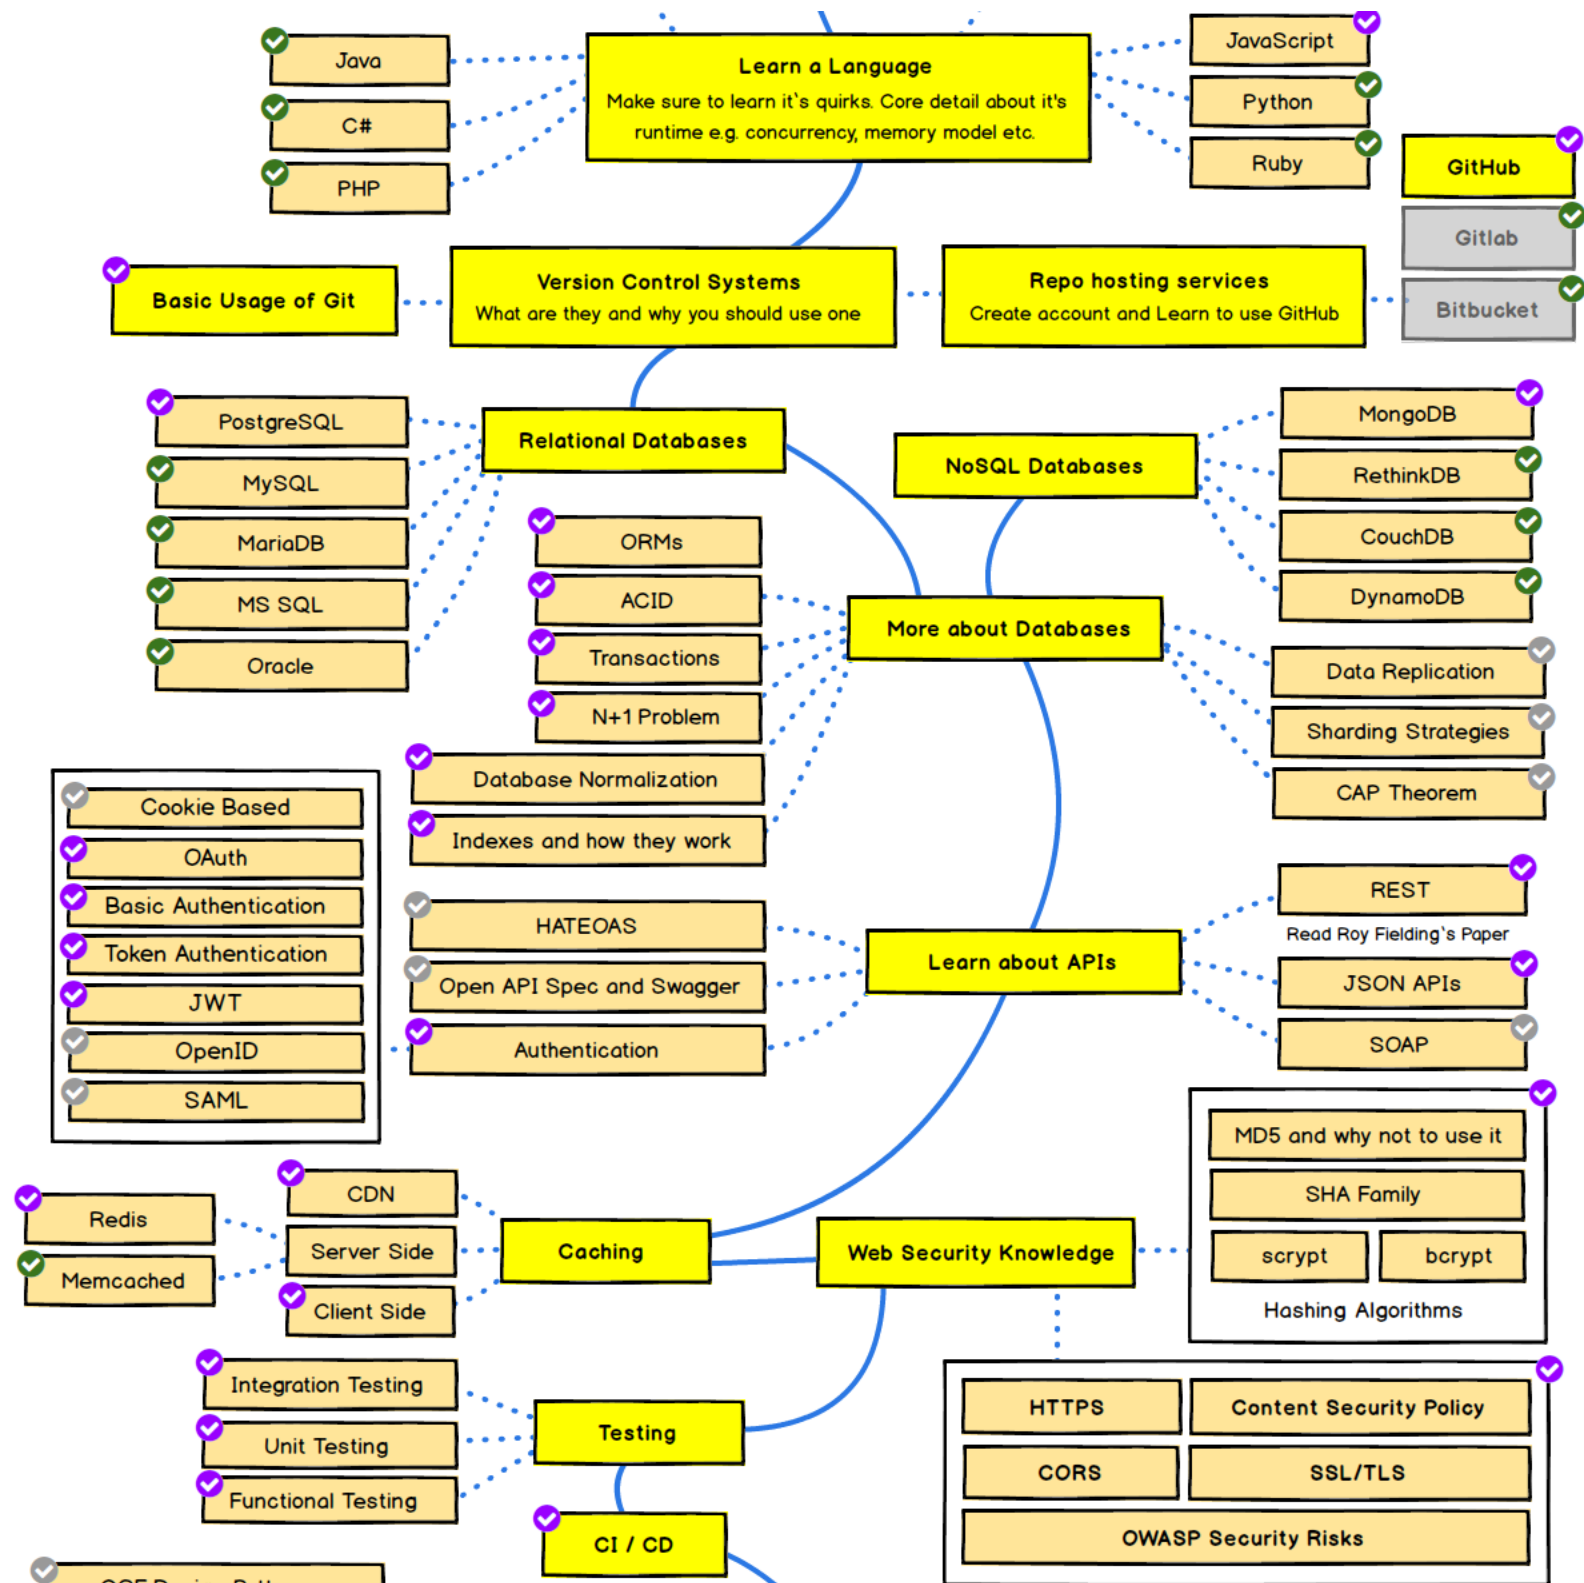 Java
C#
PHP
Learn a Language
Make sure to learn it`s quirks. Core detail about it's
runtime e.g. concurrency, memory model etc.
JavaScript
Python
Ruby
GitHub
Gitlab
Bitbucket
Basic Usage of Git
Version Control Systems
What are they and why you should use one
Repo hosting services
Create account and Learn to use GitHub
PostgreSQL
MySQL
MariaDB
MS SQL
Oracle
Relational Databases
NoSQL Databases
MongoDB
RethinkDB
CouchDB
DynamoDB
ORMs
ACID
Transactions
N+1 Problem
Database Normalization
Indexes and how they work
More about Databases
Data Replication
Sharding Strategies
CAP Theorem
Cookie Based
OAuth
Basic Authentication
Token Authentication
JWT
OpenID
SAML
HATEOAS
Open API Spec and Swagger
Authentication
Learn about APIs
REST
Read Roy Fielding`s Paper
JSON APIs
SOAP
MD5 and why not to use it
SHA Family
scrypt
bcrypt
Hashing Algorithms
Redis
Memcached
CDN
Server Side
Client Side
Caching
Web Security Knowledge
Integration Testing
Unit Testing
Functional Testing
Testing
HTTPS
Content Security Policy
CORS
SSL/TLS
OWASP Security Risks
CI / CD